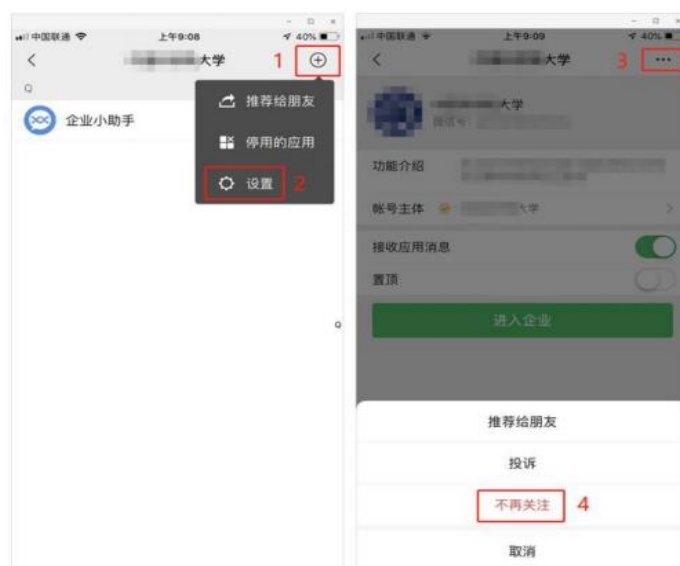 中国联通
上午9:08
40%
大学
1
Q
企业小助手
推荐给朋友
停用的应用
设置
2
Q
中国联通
上午9:09
40%
大学
3
大学
微信号:
功能介绍
帐号主体
大学
接收应用消息
置顶
进入企业
推荐给朋友
投诉
不再关注
4
取消